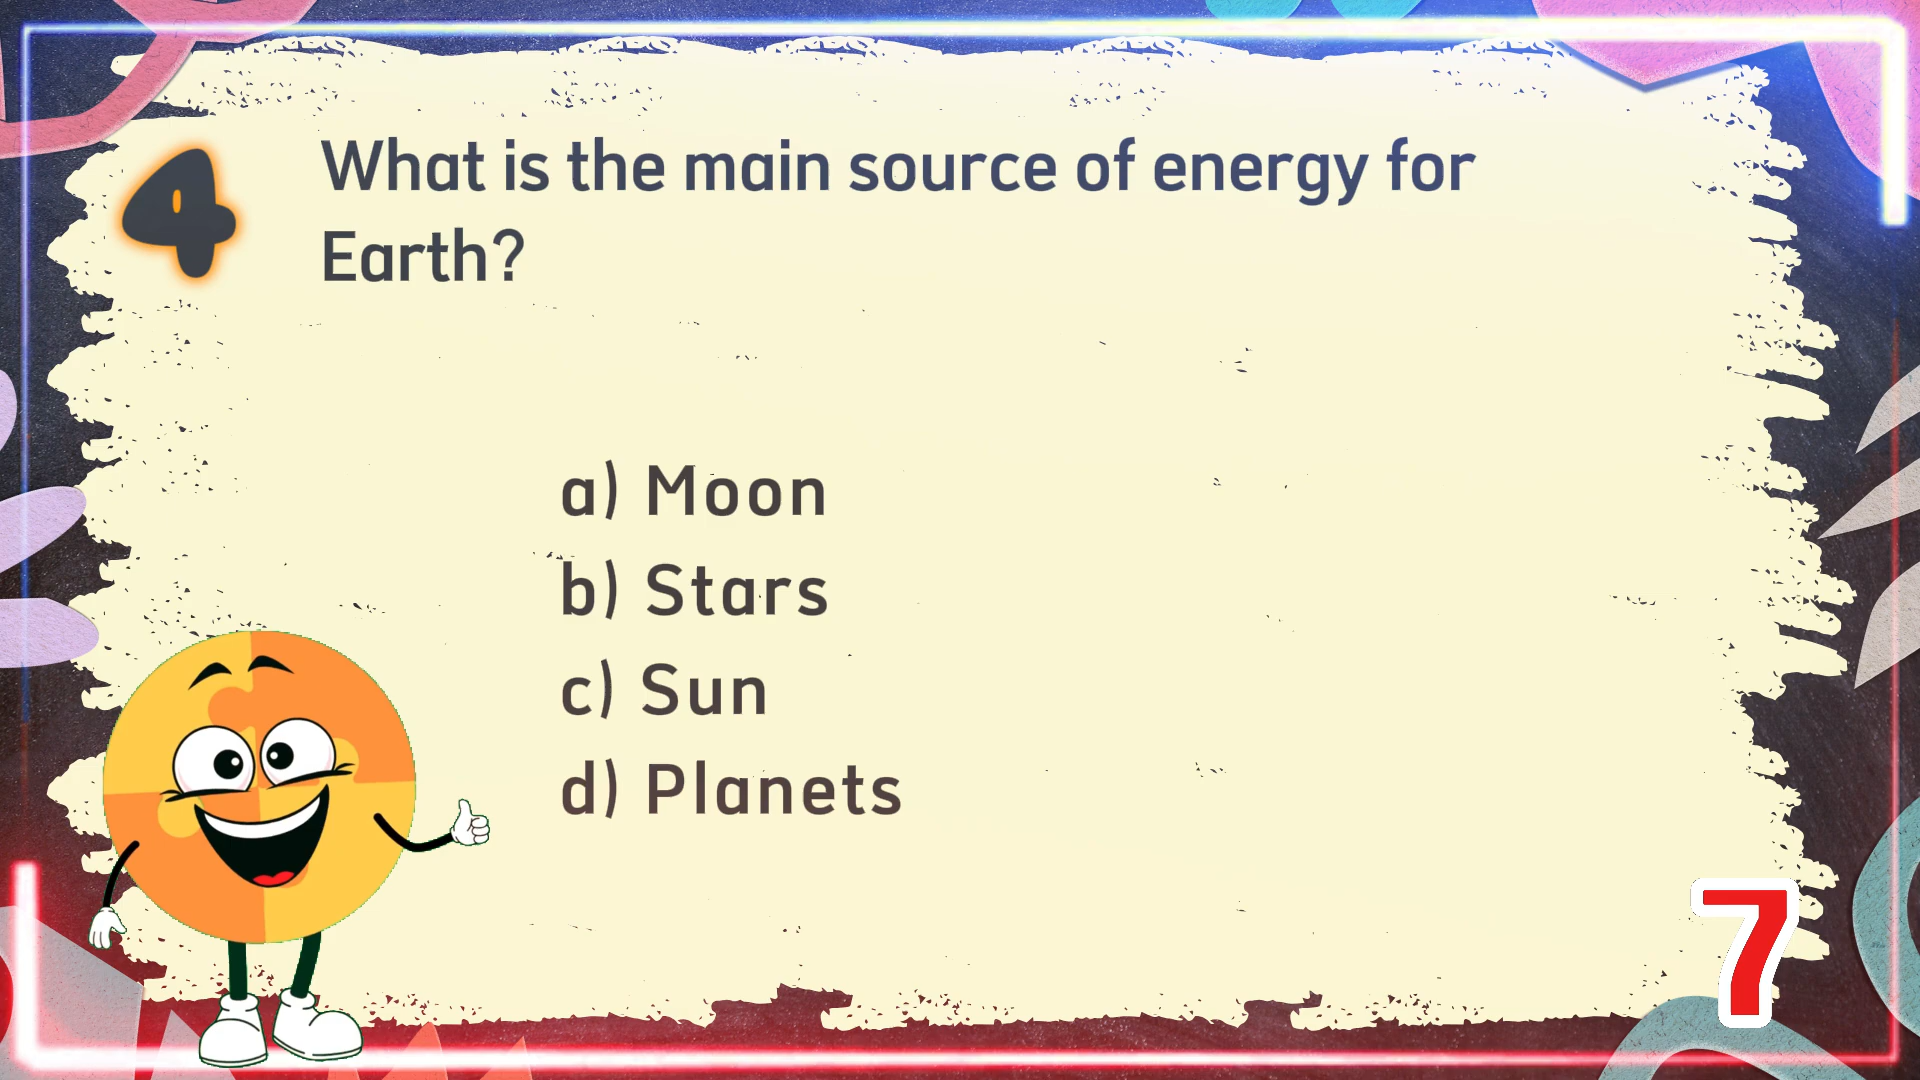 4
What is the main source of energy for
Earth?
a) Moon
b) Stars
c) Sun
d) Planets
7